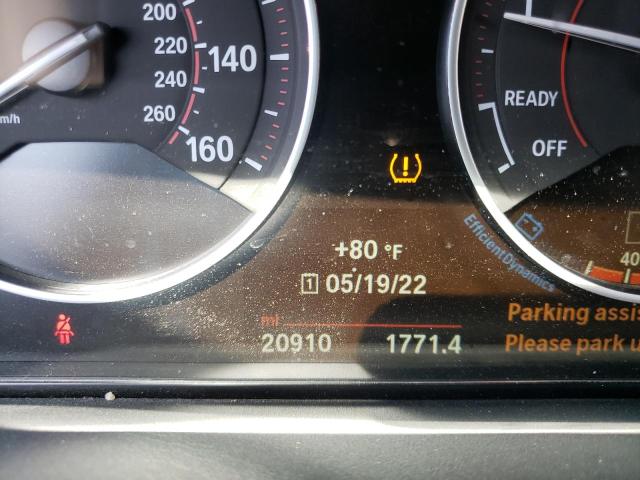 200
220
240
260
140
160
m/h
READY
OFF
+80 °F
1 05/19/22
EfficientDynamics
40
mi
20910 1771.4
Parking assis
Please park u